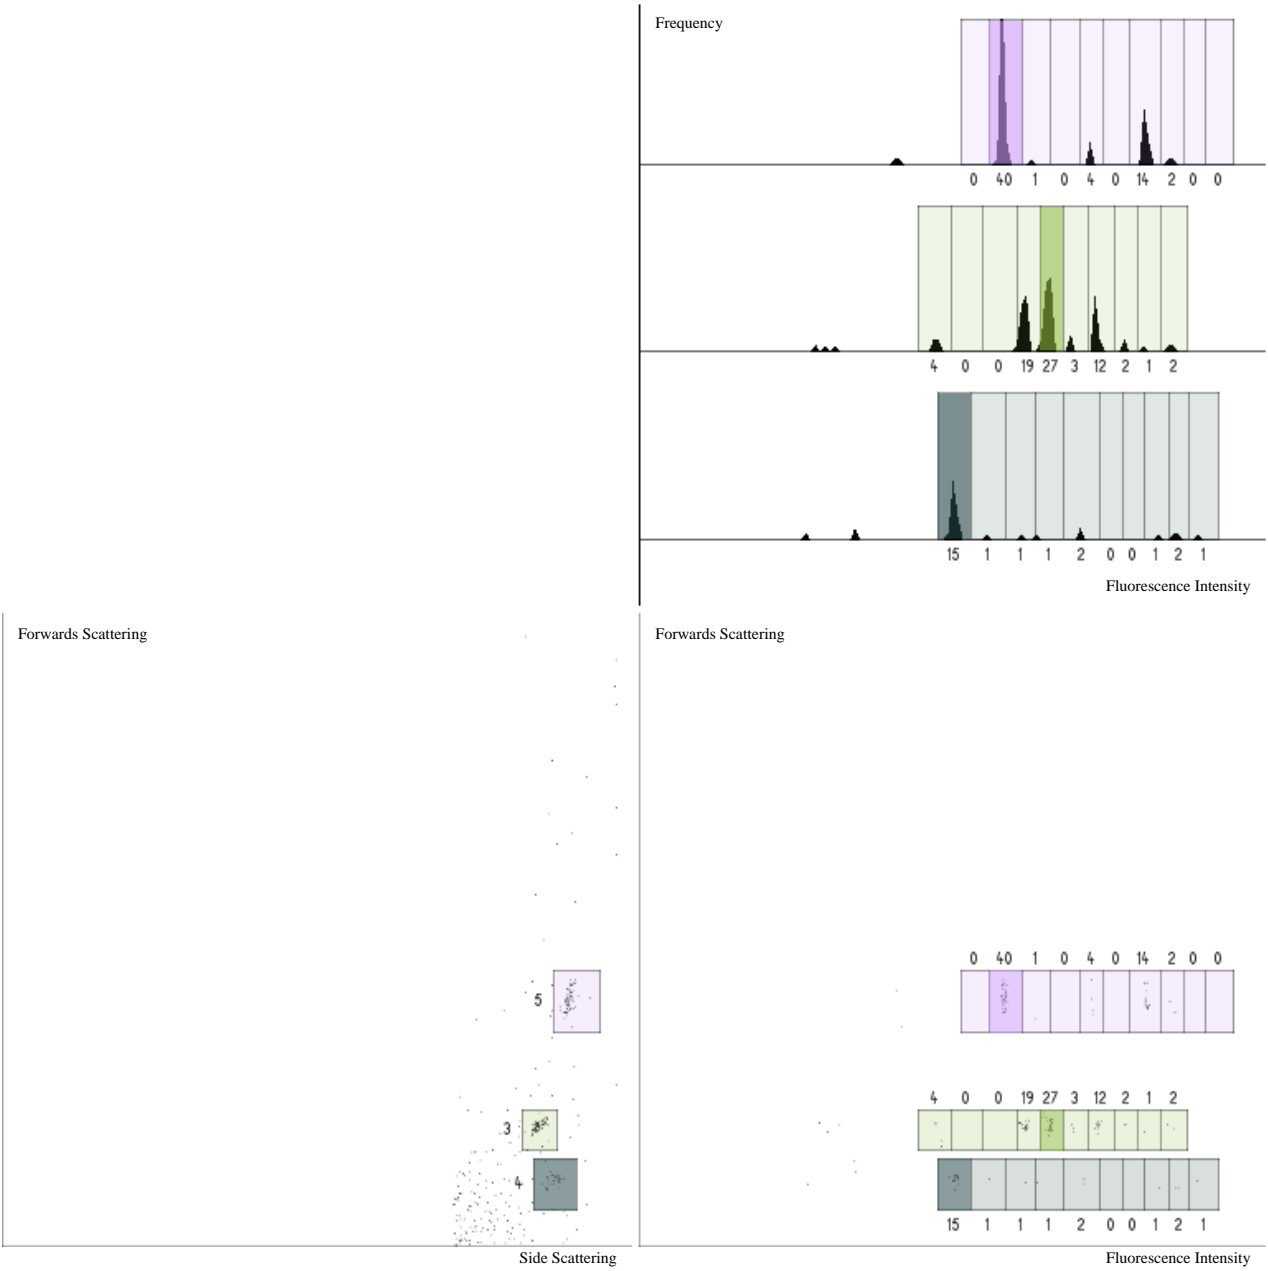 Frequency
0 40 1 0 4 0 14 2 0 0
4 0 0 19 27 3 12 2 1 2
15 1 1 1 2 0 0 1 2 1
Fluorescence Intensity
Forwards Scattering
5
3
4
Side Scattering
Forwards Scattering
0 40 1 0 4 0 14 2 0 0
4 0 0 19 27 3 12 2 1 2
15 1 1 1 2 0 0 1 2 1
Fluorescence Intensity